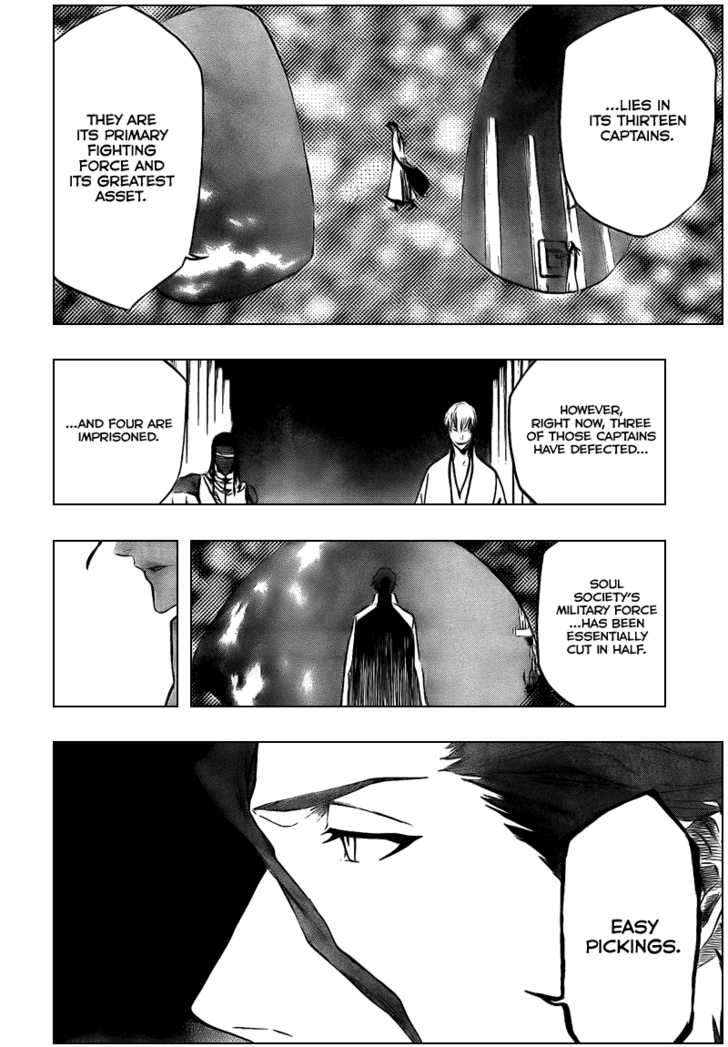 ...LIES IN
ITS THIRTEEN
CAPTAINS.
THEY ARE
ITS PRIMARY
FIGHTING
FORCE AND
ITS GREATEST
ASSET.
HOWEVER,
RIGHT NOW, THREE
OF THOSE CAPTAINS
HAVE DEFECTED...
...AND FOUR ARE
IMPRISONED.
SOUL
SOCIETY'S
MILITARY FORCE
...HAS BEEN
ESSENTIALLY
CUT IN HALF.
EASY
PICKINGS.